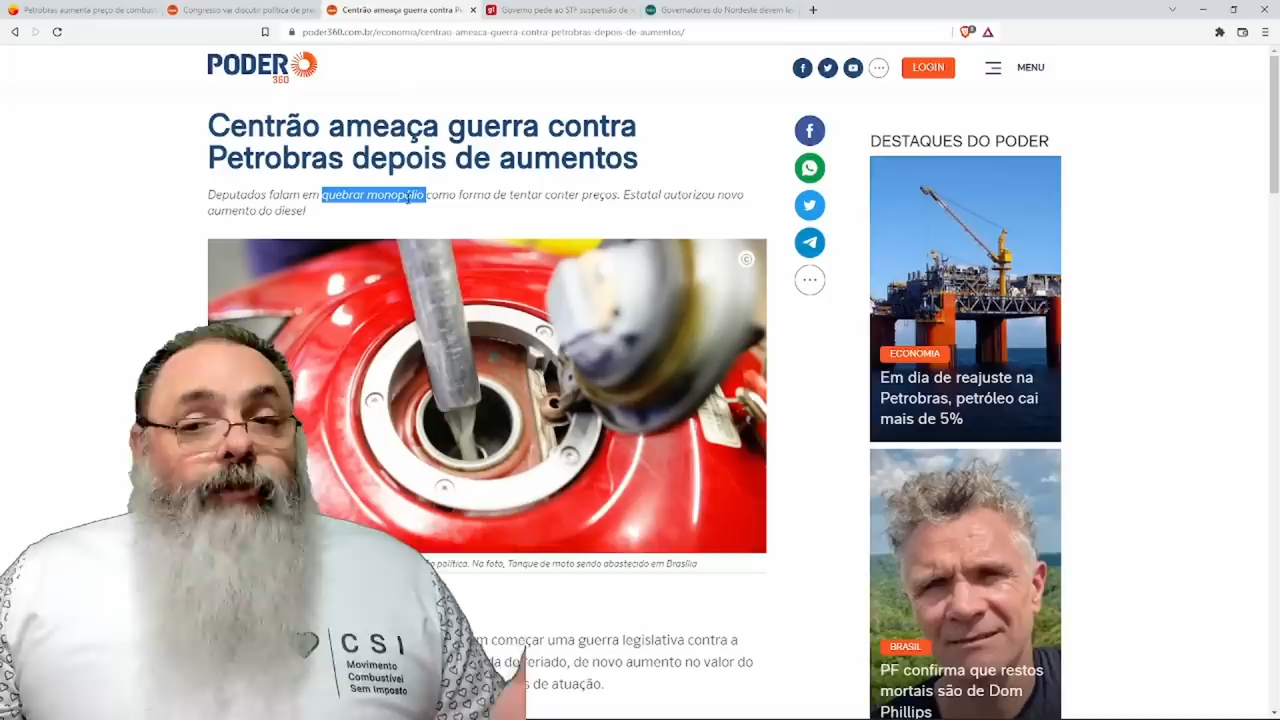 Petrobras aumenta preço de combust
Congresso vai discutir política de pre
Centrão ameaça guerra contra P
Governo pede ao STF suspensão de
Governadores do Nordeste devem
poder360.com.br/economia/centrao-ameaca-guerra-contra-petrobras-depois-de-aumentos/
PODER
360
LOGIN
MENU
Centrão ameaça guerra contra
Petrobras depois de aumentos
Deputados falam em quebrar monopólio como forma de tentar conter preços. Estatal autorizou novo
aumento do diesel
©
política. Na foto, Tanque de moto sendo abastecido em Brasília
começar uma guerra legislativa contra a
feriado, de novo aumento no valor do
de atuação.
CSI
Movimento
Combustível
Sem Imposto
DESTAQUES DO PODER
ECONOMIA
Em dia de reajuste na
Petrobras, petróleo cai
mais de 5%
BRASIL
PF confirma que restos
mortais são de Dom
Phillips